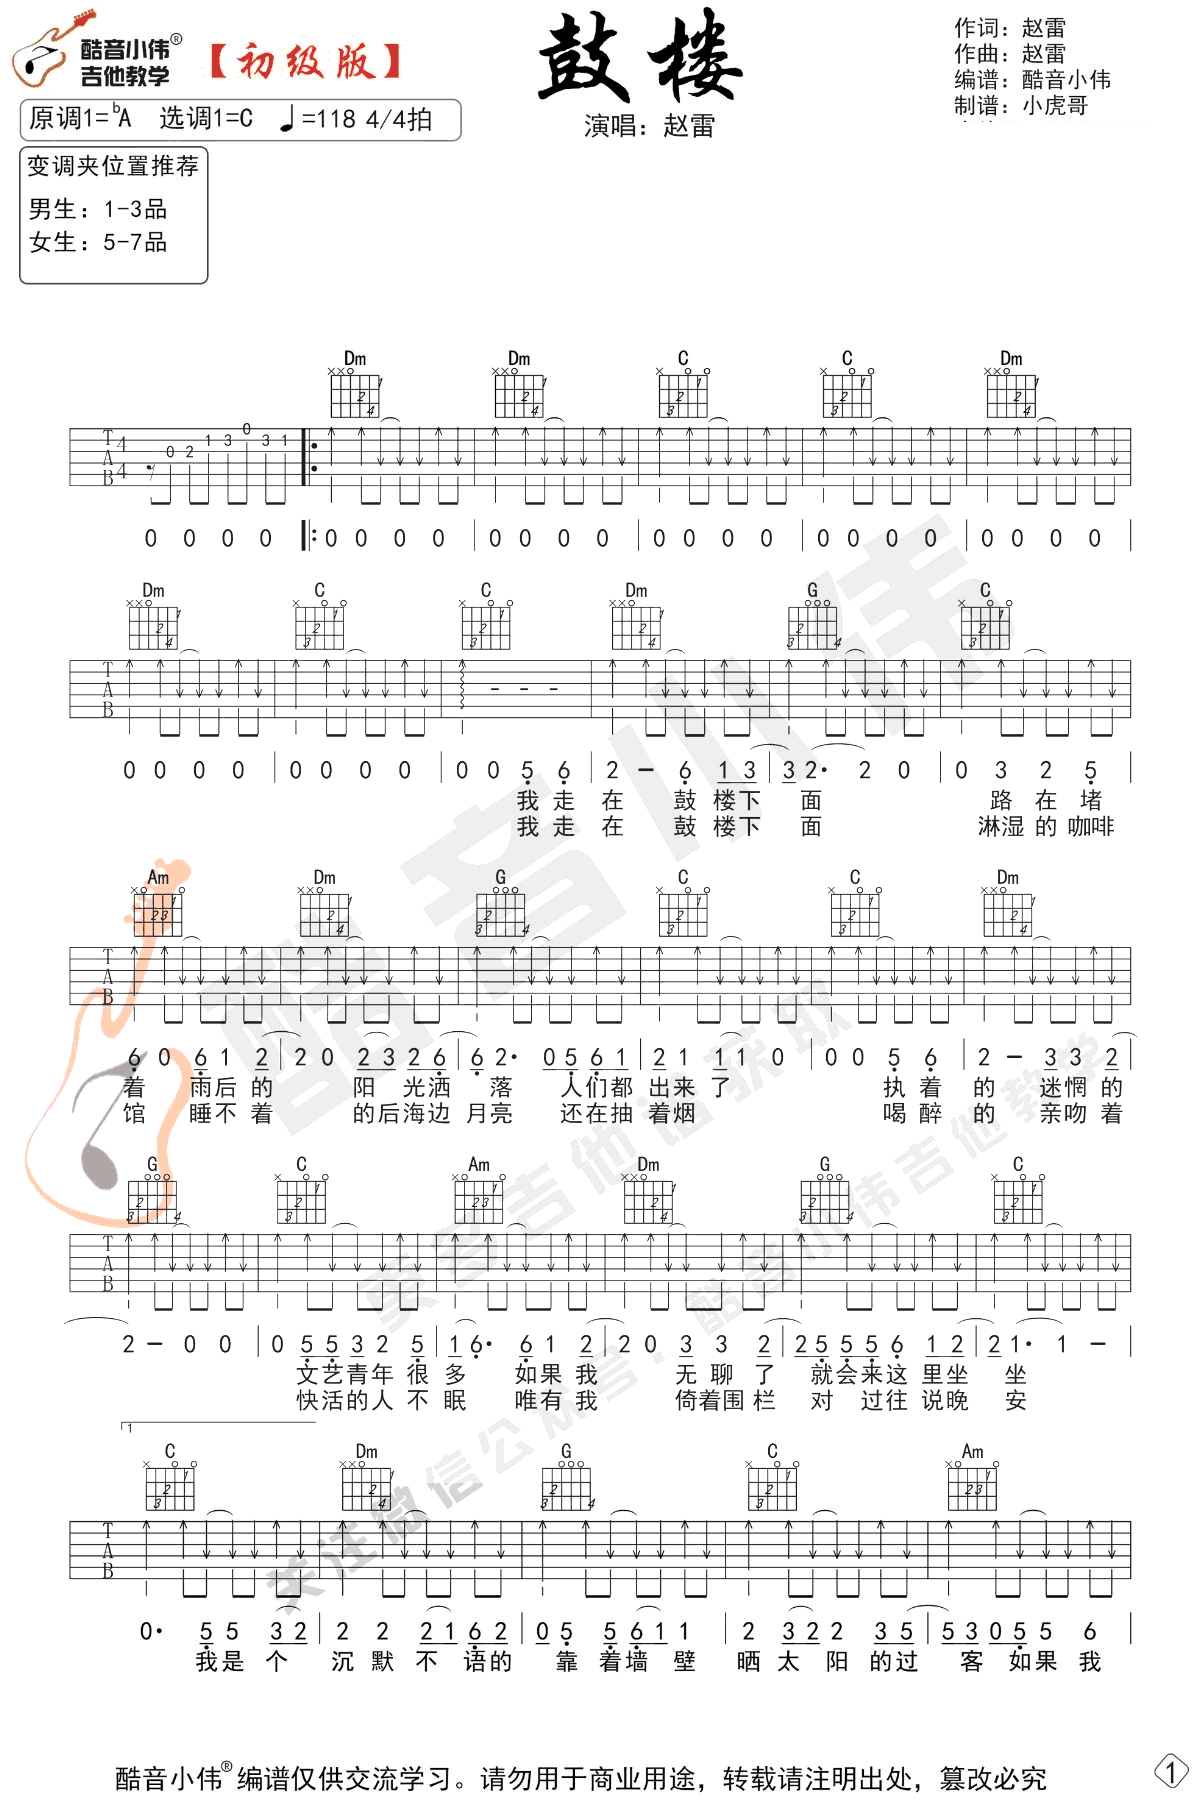 酷音小伟®
吉他教学
【初级版】
鼓楼
演唱：赵雷
作词：赵雷
作曲：赵雷
编谱：酷音小伟
制谱：小虎哥
原调1=ᵇA 选调1=C ♩=118 4/4拍
变调夹位置推荐
男生：1-3品
女生：5-7品
Dm Dm C C Dm
T A B 4 4 0 2 1 3 0 3 1
0 0 0 0 0 0 0 0 0 0 0 0 0 0 0 0 0 0 0 0 0 0 0 0
Dm C C Dm G C
T A B
0 0 0 0 0 0 0 0 0 0 5 6 2 - 6 1 3 3 2· 2 0 0 3 2 5
我走在 鼓楼下 面 路在堵
我走在 鼓楼下 面 淋湿的咖啡
Am Dm G C C Dm
T A B
6 0 6 1 2 2 0 2 3 2 6 6 2· 0 5 6 1 2 1 1 1 0 0 0 5 6 2 - 3 3 2
着 雨后的 阳 光洒 落 人们都 出来了 执着的 迷惘的
馆 睡不着 的后海边 月亮 还在抽 着烟 喝醉的 亲吻着
G C Am Dm G C
T A B
2 - 0 0 0 5 5 3 2 5 1 6· 6 1 2 2 0 3 3 2 2 5 5 5 6 1 2 2 1· 1 -
文艺青年很多 如果我 无聊了 就会来这里坐 坐
快活的人不眠 唯有我 倚着围栏 对 过往说晚 安
1
C Dm G C Am
T A B
0· 5 5 3 2 2 2 2 1 6 2 0 5 5 6 1 1 2 3 2 2 3 5 5 3 0 5 5 6
我是个 沉默不语的 靠着墙壁 晒太阳的过 客如果我
酷音小伟
更多吉他谱获取
关注微信公众号：酷音小伟吉他教学
酷音小伟®编谱仅供交流学习。请勿用于商业用途，转载请注明出处，篡改必究
1